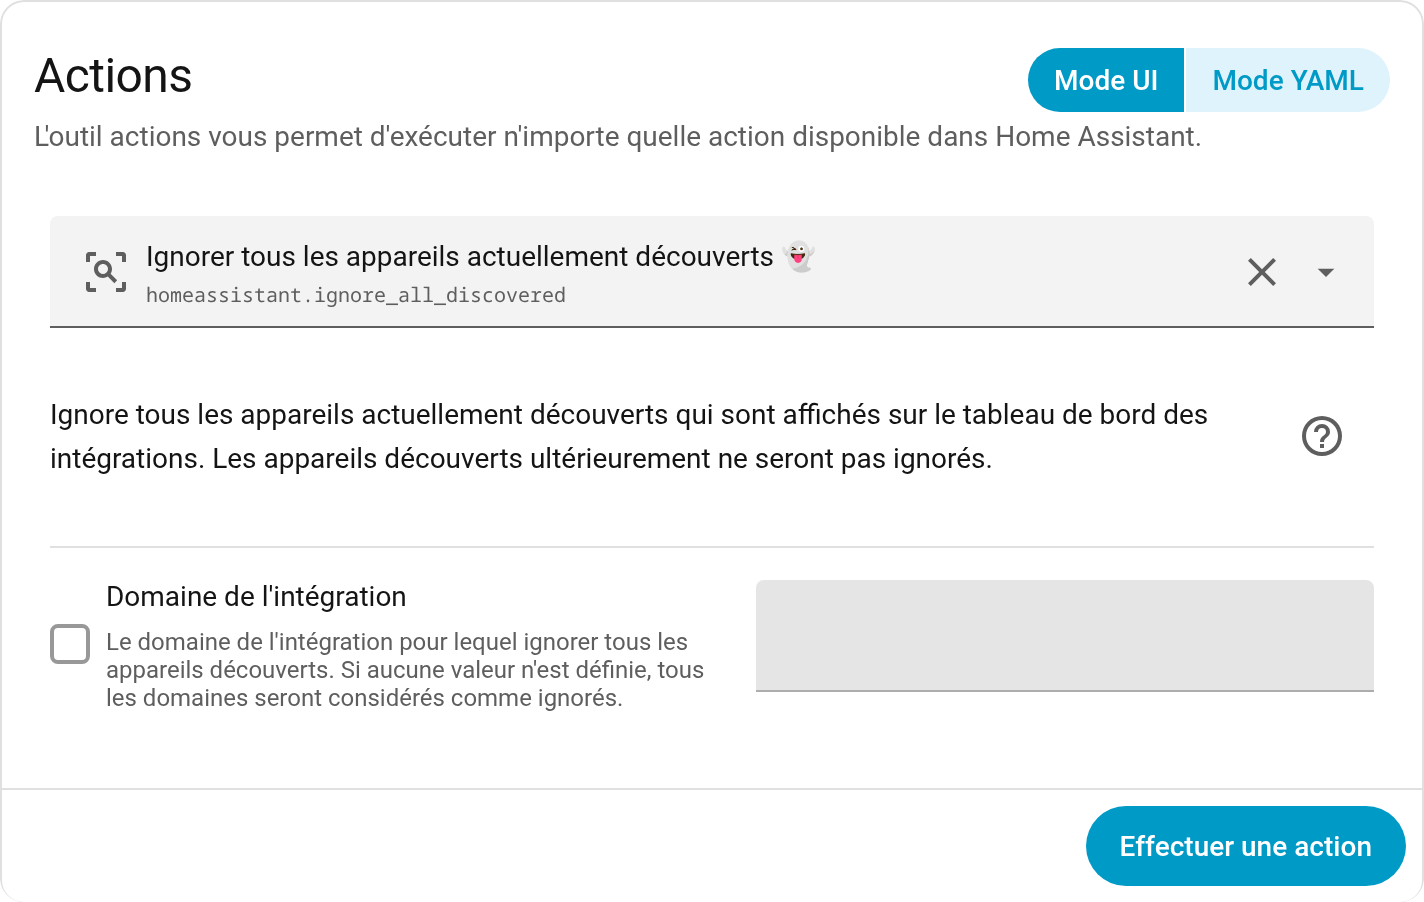 Actions
Mode UI
Mode YAML
L'outil actions vous permet d'exécuter n'importe quelle action disponible dans Home Assistant.
Ignorer tous les appareils actuellement découverts 👻
homeassistant.ignore_all_discovered
Ignore tous les appareils actuellement découverts qui sont affichés sur le tableau de bord des
intégrations. Les appareils découverts ultérieurement ne seront pas ignorés.
Domaine de l'intégration
Le domaine de l'intégration pour lequel ignorer tous les
appareils découverts. Si aucune valeur n'est définie, tous
les domaines seront considérés comme ignorés.
Effectuer une action